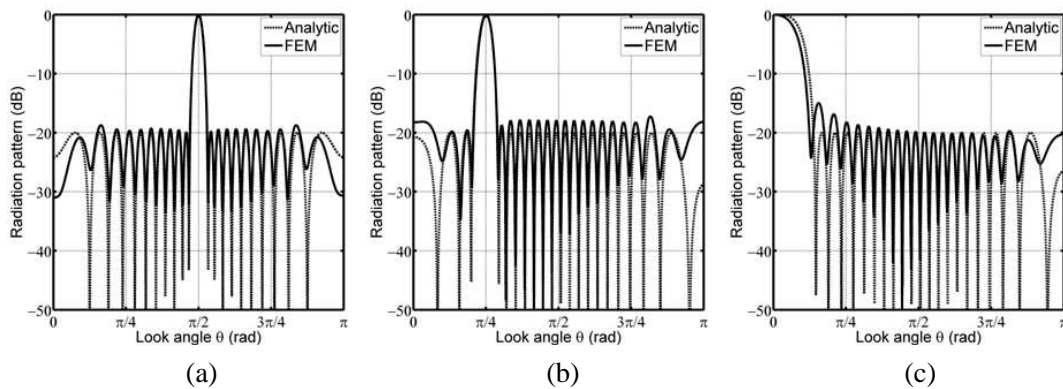 0
−10
−20
−30
−40
−50
Radiation pattern (dB)
Analytic
FEM
0
π/4
π/2
3π/4
π
Look angle θ (rad)
(a)
0
−10
−20
−30
−40
−50
Radiation pattern (dB)
Analytic
FEM
0
π/4
π/2
3π/4
π
Look angle θ (rad)
(b)
0
−10
−20
−30
−40
−50
Radiation pattern (dB)
Analytic
FEM
0
π/4
π/2
3π/4
π
Look angle θ (rad)
(c)